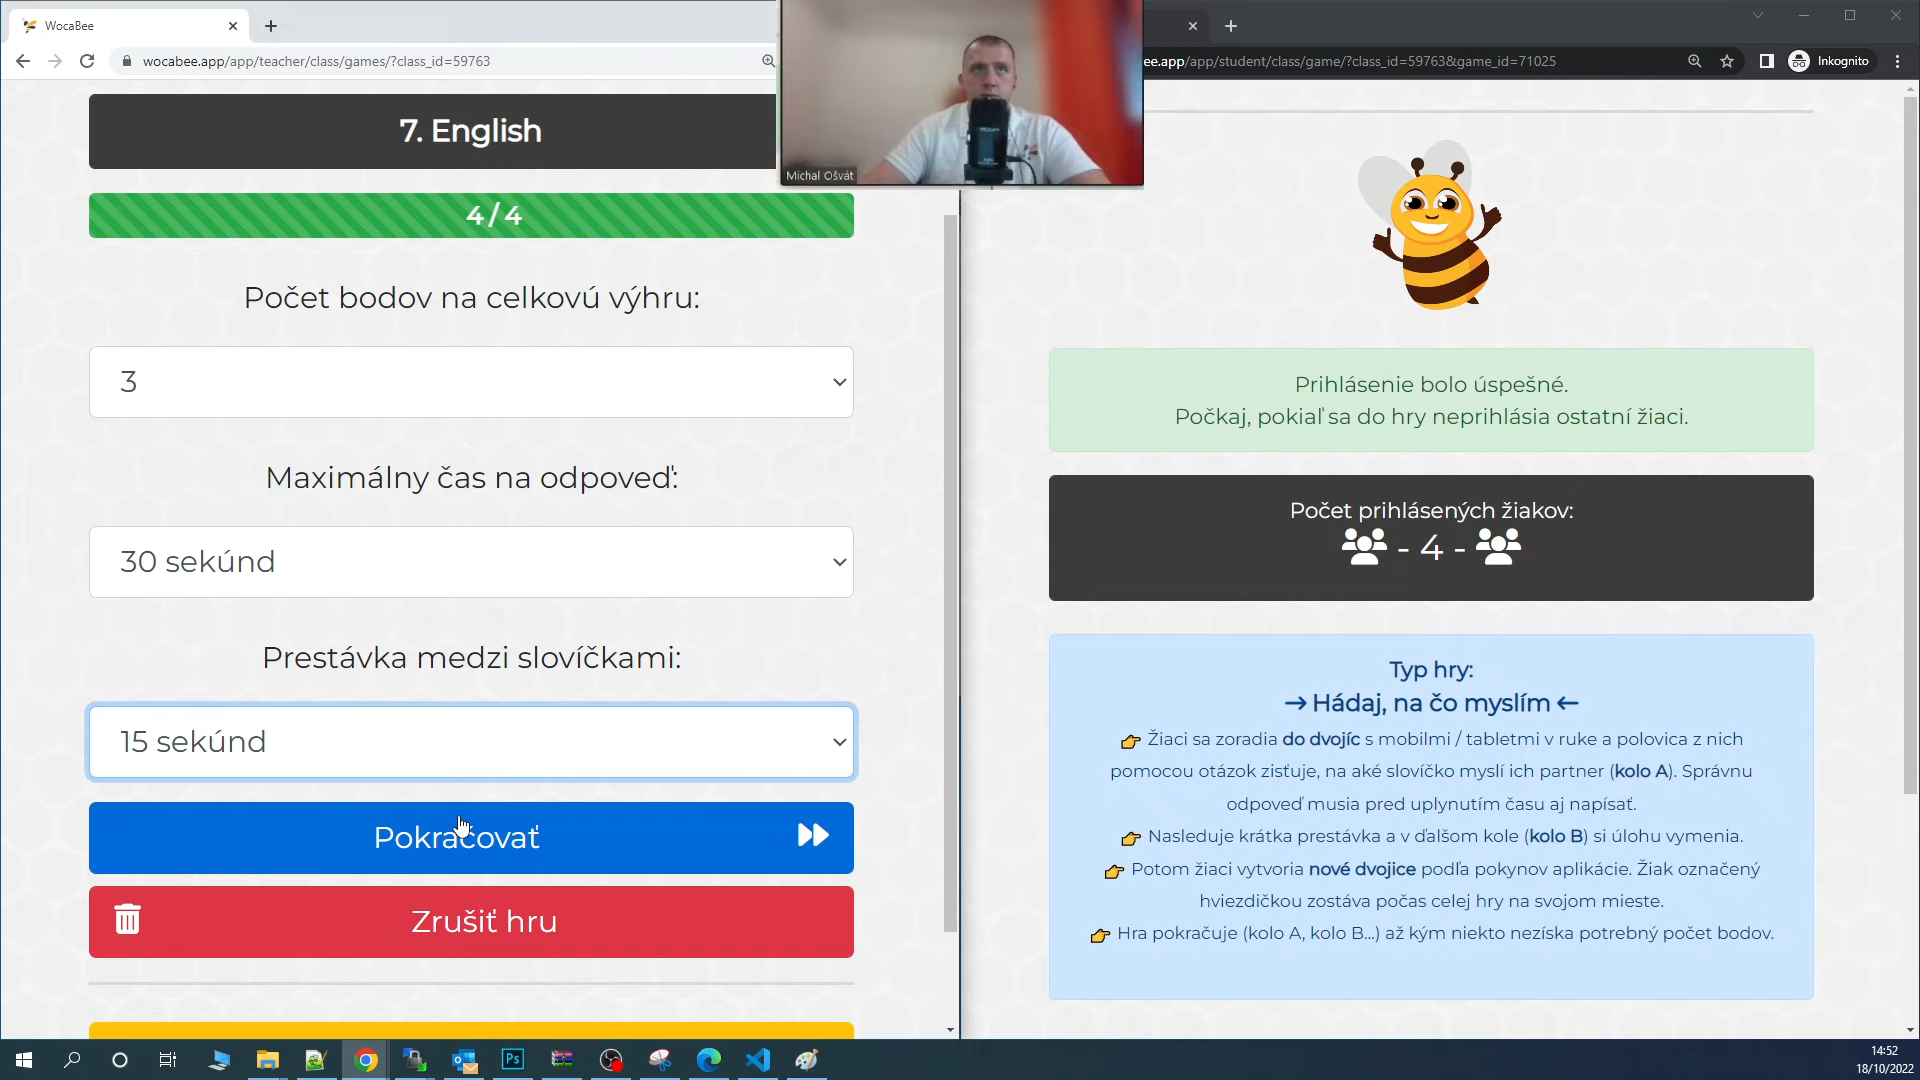 WocaBee
wocabee.app/app/teacher/class/games/?class_id=59763
7. English
4 / 4
Počet bodov na celkovú výhru:
3
Maximálny čas na odpoveď:
30 sekúnd
Prestávka medzi slovíčkami:
15 sekúnd
Pokračovať
Zrušiť hru
Michal Ošvát
ee.app/app/student/class/game/?class_id=59763&game_id=71025
Inkognito
Prihlásenie bolo úspešné.
Počkaj, pokiaľ sa do hry neprihlásia ostatní žiaci.
Počet prihlásených žiakov:
- 4 -
Typ hry:
→ Hádaj, na čo myslím ←
Žiaci sa zoradia do dvojíc s mobilmi / tabletmi v ruke a polovica z nich
pomocou otázok zisťuje, na aké slovíčko myslí ich partner (kolo A). Správnu
odpoveď musia pred uplynutím času aj napísať.
Nasleduje krátka prestávka a v ďalšom kole (kolo B) si úlohu vymenia.
Potom žiaci vytvoria nové dvojice podľa pokynov aplikácie. Žiak označený
hviezdičkou zostáva počas celej hry na svojom mieste.
Hra pokračuje (kolo A, kolo B...) až kým niekto nezíska potrebný počet bodov.
Ps
14:52
18/10/2022